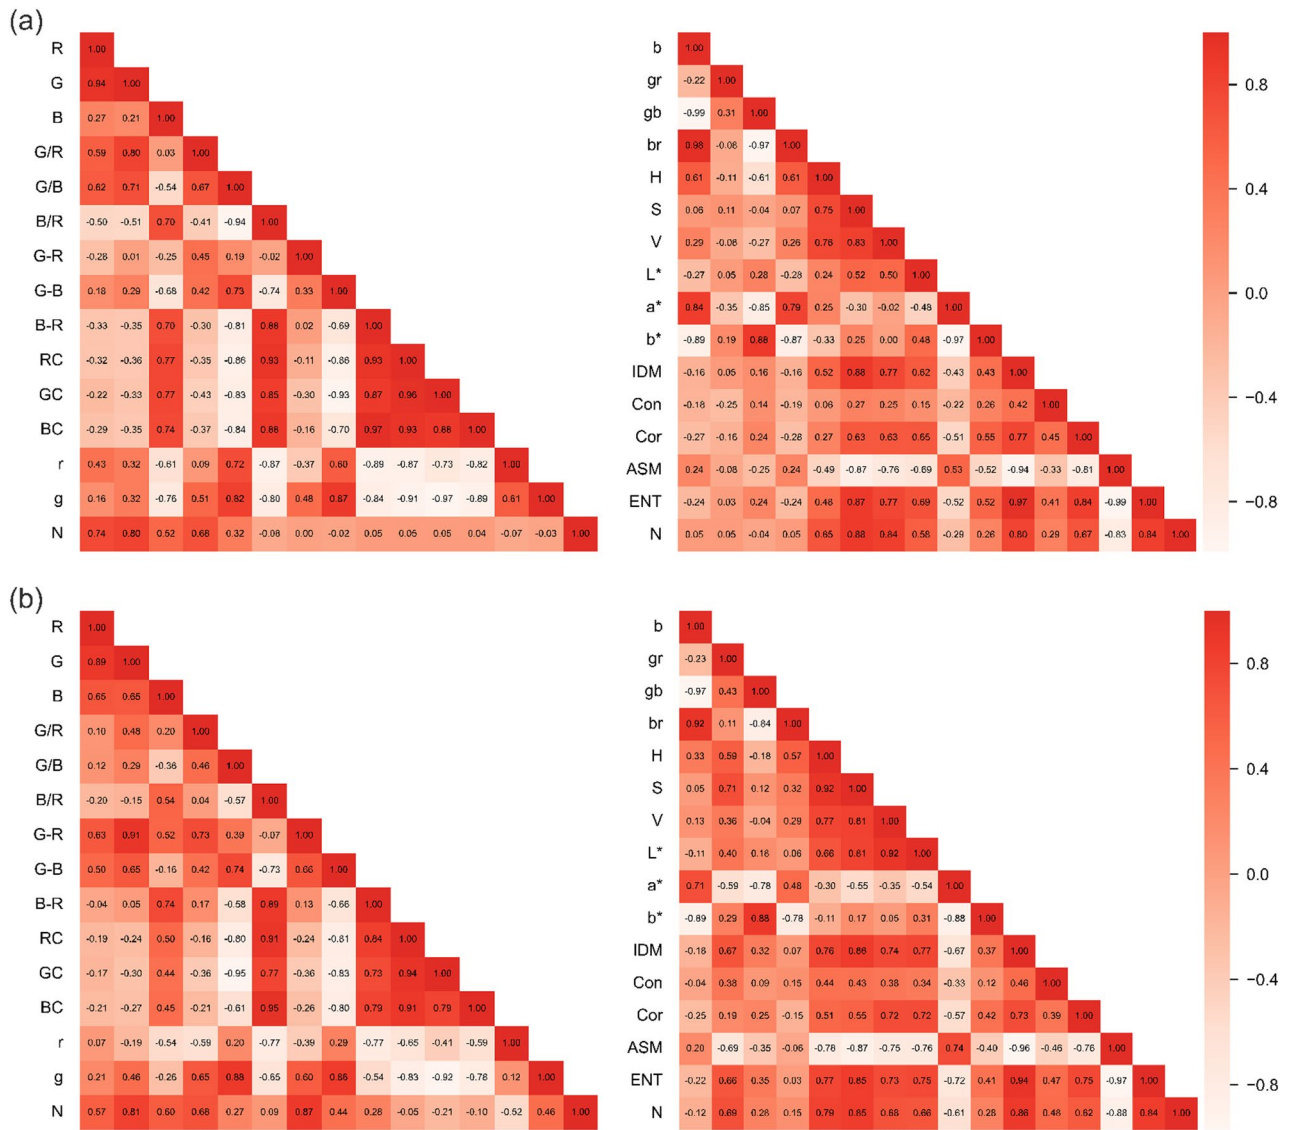 (a)
R 1.00
G 0.94 1.00
B 0.27 0.21 1.00
G/R 0.59 0.80 0.03 1.00
G/B 0.62 0.71 -0.54 0.67 1.00
B/R -0.50 -0.51 0.70 -0.41 -0.94 1.00
G-R -0.28 0.01 -0.25 0.45 0.19 -0.02 1.00
G-B 0.18 0.29 -0.68 0.42 0.73 -0.74 0.33 1.00
B-R -0.33 -0.35 0.70 -0.30 -0.81 0.88 0.02 -0.69 1.00
RC -0.32 -0.36 0.77 -0.35 -0.86 0.93 -0.11 -0.86 0.93 1.00
GC -0.22 -0.33 0.77 -0.43 -0.83 0.85 -0.30 -0.93 0.87 0.96 1.00
BC -0.29 -0.35 0.74 -0.37 -0.84 0.88 -0.16 -0.70 0.97 0.93 0.88 1.00
r 0.43 0.32 -0.61 0.09 0.72 -0.87 -0.37 0.60 -0.89 -0.87 -0.73 -0.82 1.00
g 0.16 0.32 -0.76 0.51 0.82 -0.80 0.48 0.87 -0.84 -0.91 -0.97 -0.89 0.61 1.00
N 0.74 0.80 0.52 0.68 0.32 -0.06 0.00 -0.02 0.05 0.05 0.05 0.04 -0.07 -0.03 1.00
b 1.00
gr -0.22 1.00
gb -0.99 0.31 1.00
br 0.98 -0.08 -0.97 1.00
H 0.61 -0.11 -0.61 0.61 1.00
S 0.06 0.11 -0.04 0.07 0.75 1.00
V 0.29 -0.08 -0.27 0.26 0.76 0.83 1.00
L* -0.27 0.05 0.28 -0.28 0.24 0.52 0.50 1.00
a* 0.84 -0.35 -0.85 0.79 0.25 -0.30 -0.02 -0.48 1.00
b* -0.89 0.19 0.88 -0.87 -0.33 0.25 0.00 0.48 -0.97 1.00
IDM -0.16 0.05 0.16 -0.16 0.52 0.88 0.77 0.62 -0.43 0.43 1.00
Con -0.18 -0.25 0.14 -0.19 0.06 0.27 0.25 0.15 -0.22 0.26 0.42 1.00
Cor -0.27 -0.16 0.24 -0.28 0.27 0.63 0.63 0.65 -0.51 0.55 0.77 0.45 1.00
ASM 0.24 -0.08 -0.25 0.24 -0.49 -0.87 -0.76 -0.69 0.53 -0.52 -0.94 -0.33 -0.81 1.00
ENT -0.24 0.03 0.24 -0.24 0.48 0.87 0.77 0.69 -0.52 0.52 0.97 0.41 0.84 -0.99 1.00
N 0.05 0.05 -0.04 0.05 0.65 0.88 0.84 0.58 -0.29 0.26 0.80 0.29 0.67 -0.83 0.84 1.00
0.8
0.4
0.0
−0.4
−0.8
(b)
R 1.00
G 0.89 1.00
B 0.65 0.65 1.00
G/R 0.10 0.48 0.20 1.00
G/B 0.12 0.29 -0.36 0.46 1.00
B/R -0.20 -0.15 0.54 0.04 -0.57 1.00
G-R 0.63 0.91 0.52 0.73 0.39 -0.07 1.00
G-B 0.50 0.65 -0.16 0.42 0.74 -0.73 0.66 1.00
B-R -0.04 0.05 0.74 0.17 -0.58 0.89 0.13 -0.66 1.00
RC -0.19 -0.24 0.50 -0.16 -0.80 0.91 -0.24 -0.81 0.84 1.00
GC -0.17 -0.30 0.44 -0.36 -0.95 0.77 -0.36 -0.83 0.73 0.94 1.00
BC -0.21 -0.27 0.45 -0.21 -0.61 0.95 -0.26 -0.80 0.79 0.91 0.79 1.00
r 0.07 -0.19 -0.54 -0.59 0.20 -0.77 -0.39 0.29 -0.77 -0.65 -0.41 -0.59 1.00
g 0.21 0.46 -0.26 0.65 0.88 -0.65 0.60 0.86 -0.54 -0.83 -0.92 -0.78 0.12 1.00
N 0.57 0.81 0.60 0.68 0.27 0.09 0.87 0.44 0.28 -0.05 -0.21 -0.10 -0.52 0.46 1.00
b 1.00
gr -0.23 1.00
gb -0.97 0.43 1.00
br 0.92 0.11 -0.84 1.00
H 0.33 0.59 -0.18 0.57 1.00
S 0.05 0.71 0.12 0.32 0.92 1.00
V 0.13 0.36 -0.04 0.29 0.77 0.81 1.00
L* -0.11 0.40 0.18 0.06 0.66 0.81 0.92 1.00
a* 0.71 -0.59 -0.78 0.48 -0.30 -0.55 -0.35 -0.54 1.00
b* -0.89 0.29 0.88 -0.78 -0.11 0.17 0.05 0.31 -0.88 1.00
IDM -0.18 0.67 0.32 0.07 0.76 0.86 0.74 0.77 -0.67 0.37 1.00
Con -0.04 0.38 0.09 0.15 0.44 0.43 0.38 0.34 -0.33 0.12 0.46 1.00
Cor -0.25 0.19 0.25 -0.15 0.51 0.55 0.72 0.72 -0.57 0.42 0.73 0.39 1.00
ASM 0.20 -0.69 -0.35 -0.06 -0.78 -0.87 -0.75 -0.76 0.74 -0.40 -0.96 -0.46 -0.76 1.00
ENT -0.22 0.66 0.35 0.03 0.77 0.85 0.73 0.75 -0.72 0.41 0.94 0.47 0.75 -0.97 1.00
N -0.12 0.69 0.28 0.15 0.79 0.85 0.68 0.66 -0.61 0.28 0.86 0.48 0.62 -0.88 0.84 1.00
0.8
0.4
0.0
−0.4
−0.8